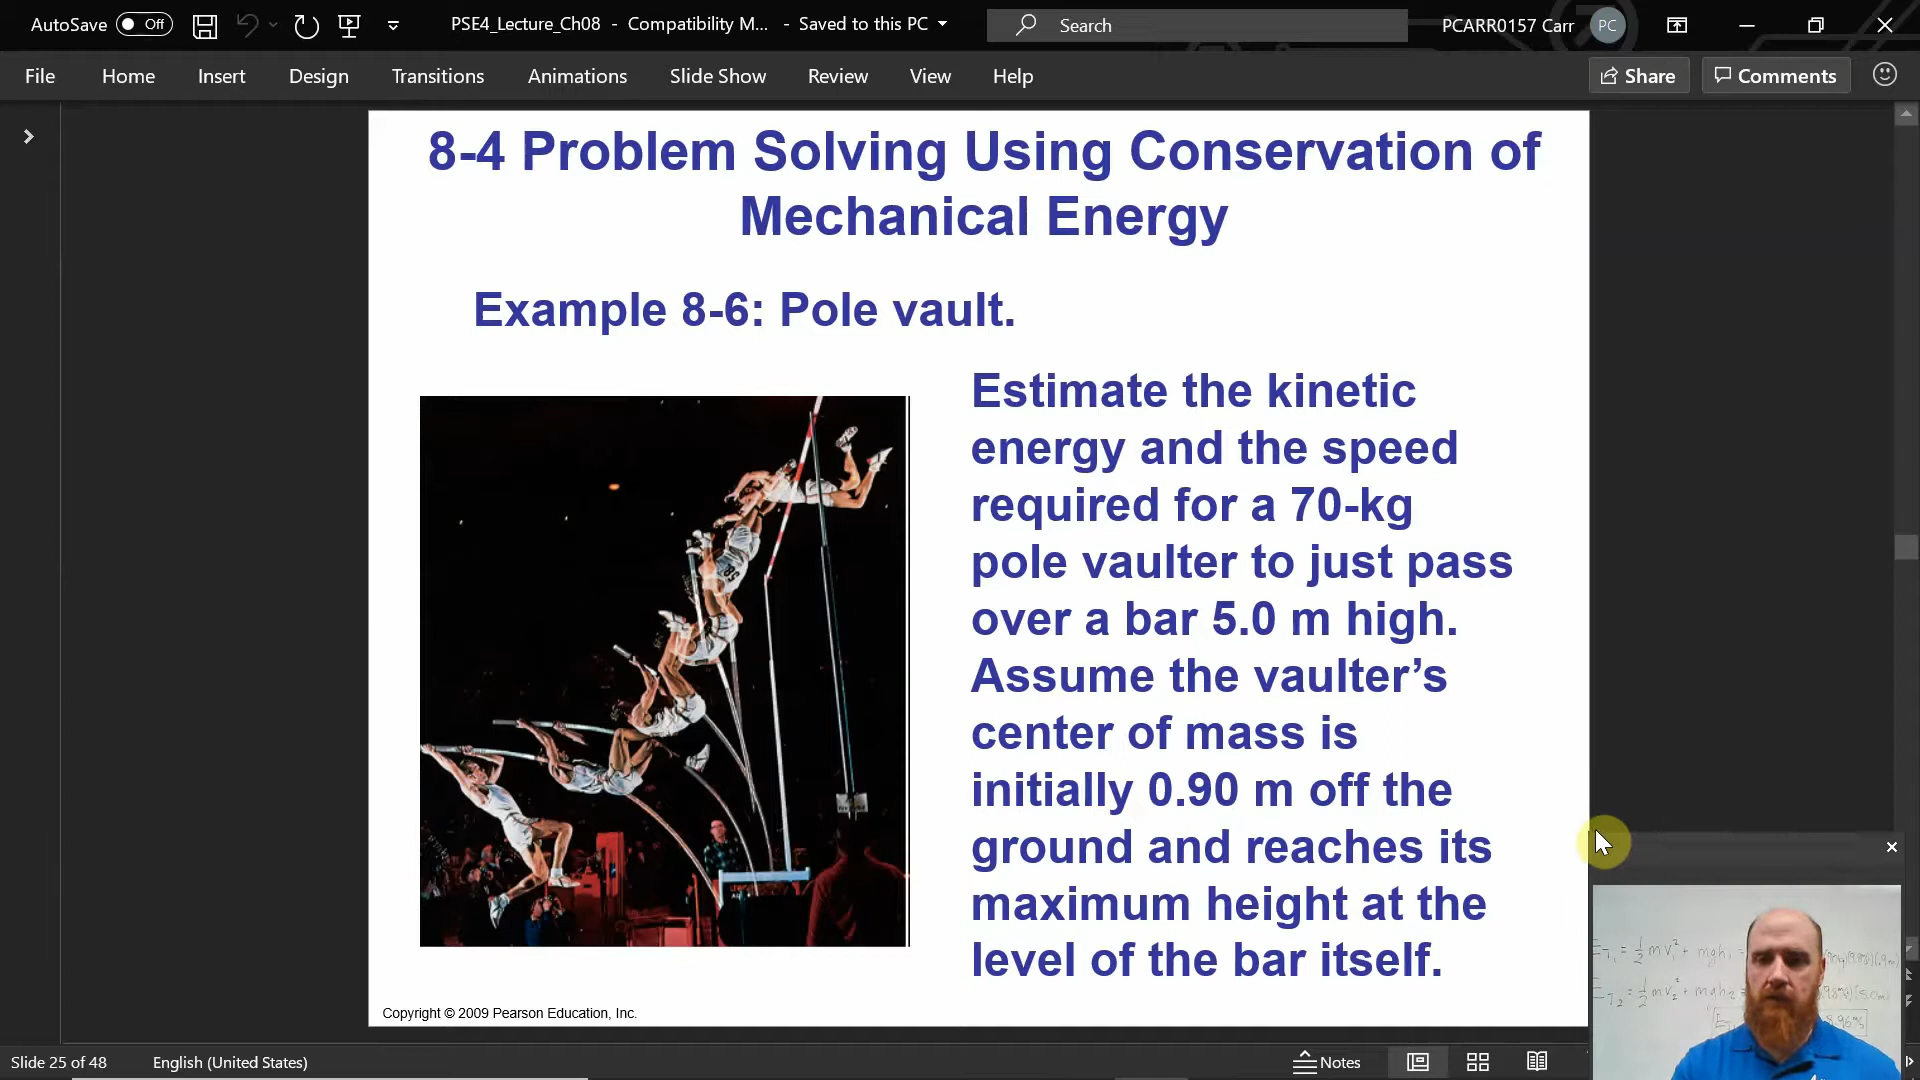 AutoSave Off
PSE4_Lecture_Ch08 - Compatibility M... - Saved to this PC
Search
PCARR0157 Carr PC
File Home Insert Design Transitions Animations Slide Show Review View Help
Share Comments
8-4 Problem Solving Using Conservation of
Mechanical Energy
Example 8-6: Pole vault.
Estimate the kinetic
energy and the speed
required for a 70-kg
pole vaulter to just pass
over a bar 5.0 m high.
Assume the vaulter’s
center of mass is
initially 0.90 m off the
ground and reaches its
maximum height at the
level of the bar itself.
Copyright © 2009 Pearson Education, Inc.
Slide 25 of 48 English (United States)
Notes